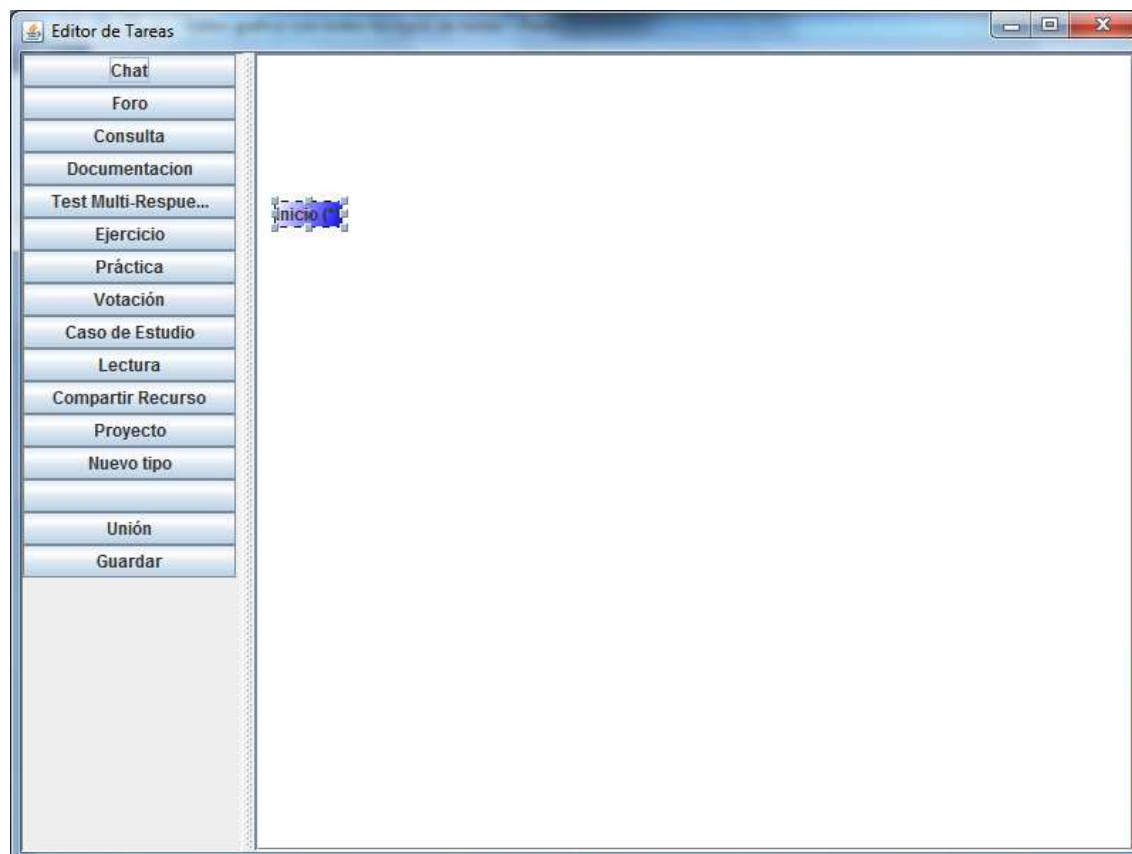 Editor de Tareas
Chat
Foro
Consulta
Documentacion
Test Multi-Respue...
Ejercicio
Práctica
Votación
Caso de Estudio
Lectura
Compartir Recurso
Proyecto
Nuevo tipo
Unión
Guardar
inicio (*